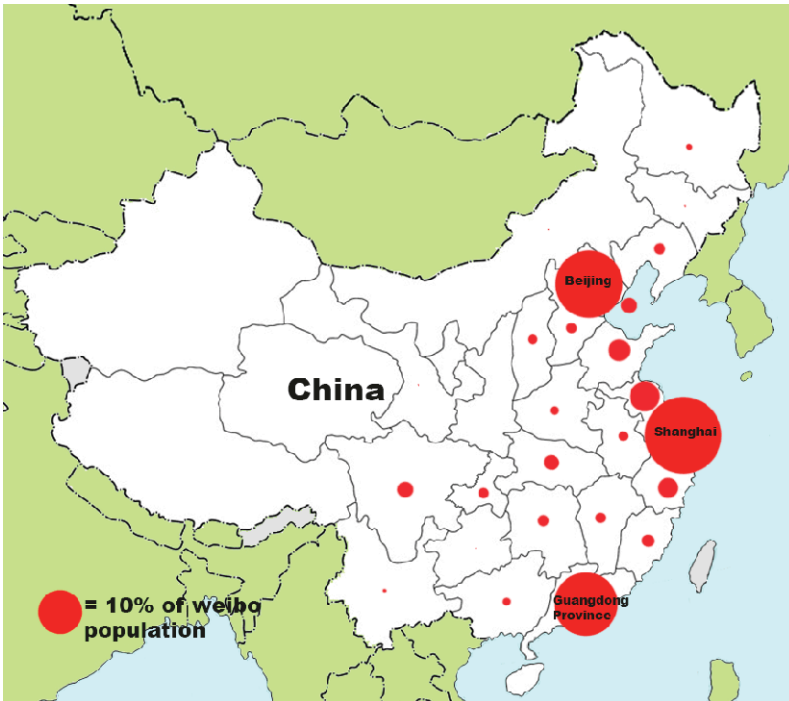 Beijing
China
Shanghai
Guangdong
Province
= 10% of weibo
population